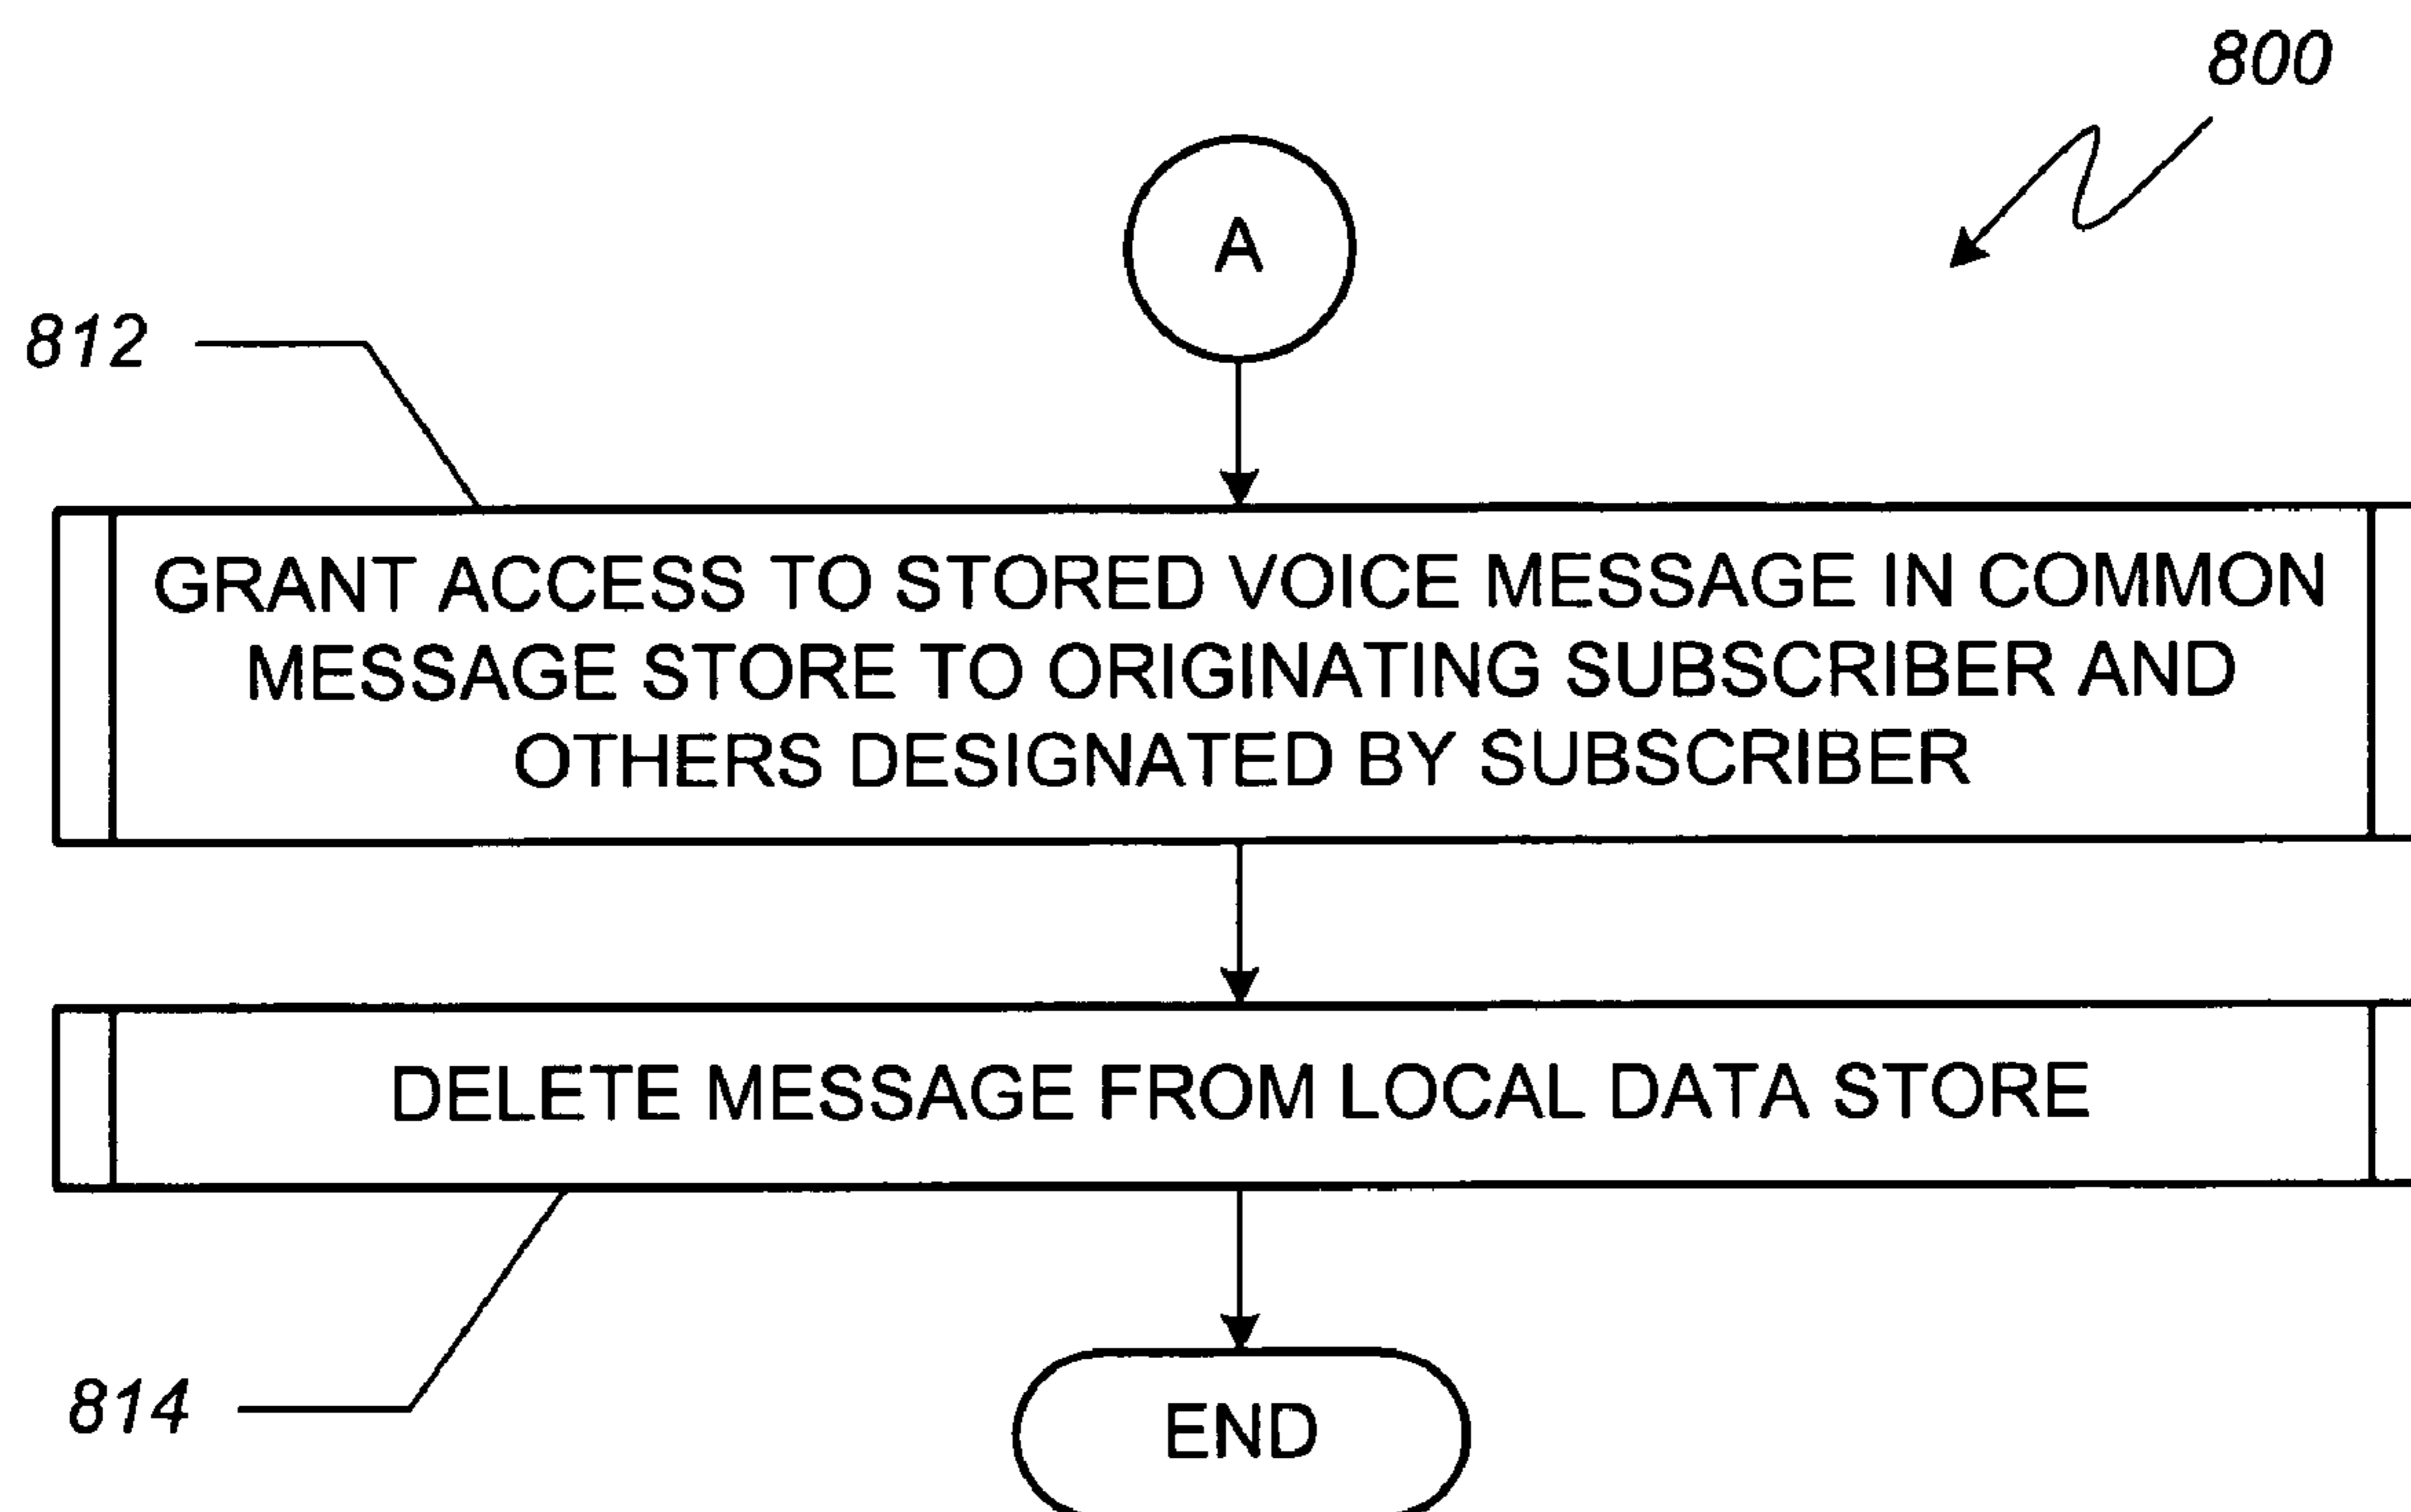 800
A
812
GRANT ACCESS TO STORED VOICE MESSAGE IN COMMON
MESSAGE STORE TO ORIGINATING SUBSCRIBER AND
OTHERS DESIGNATED BY SUBSCRIBER
DELETE MESSAGE FROM LOCAL DATA STORE
814
END